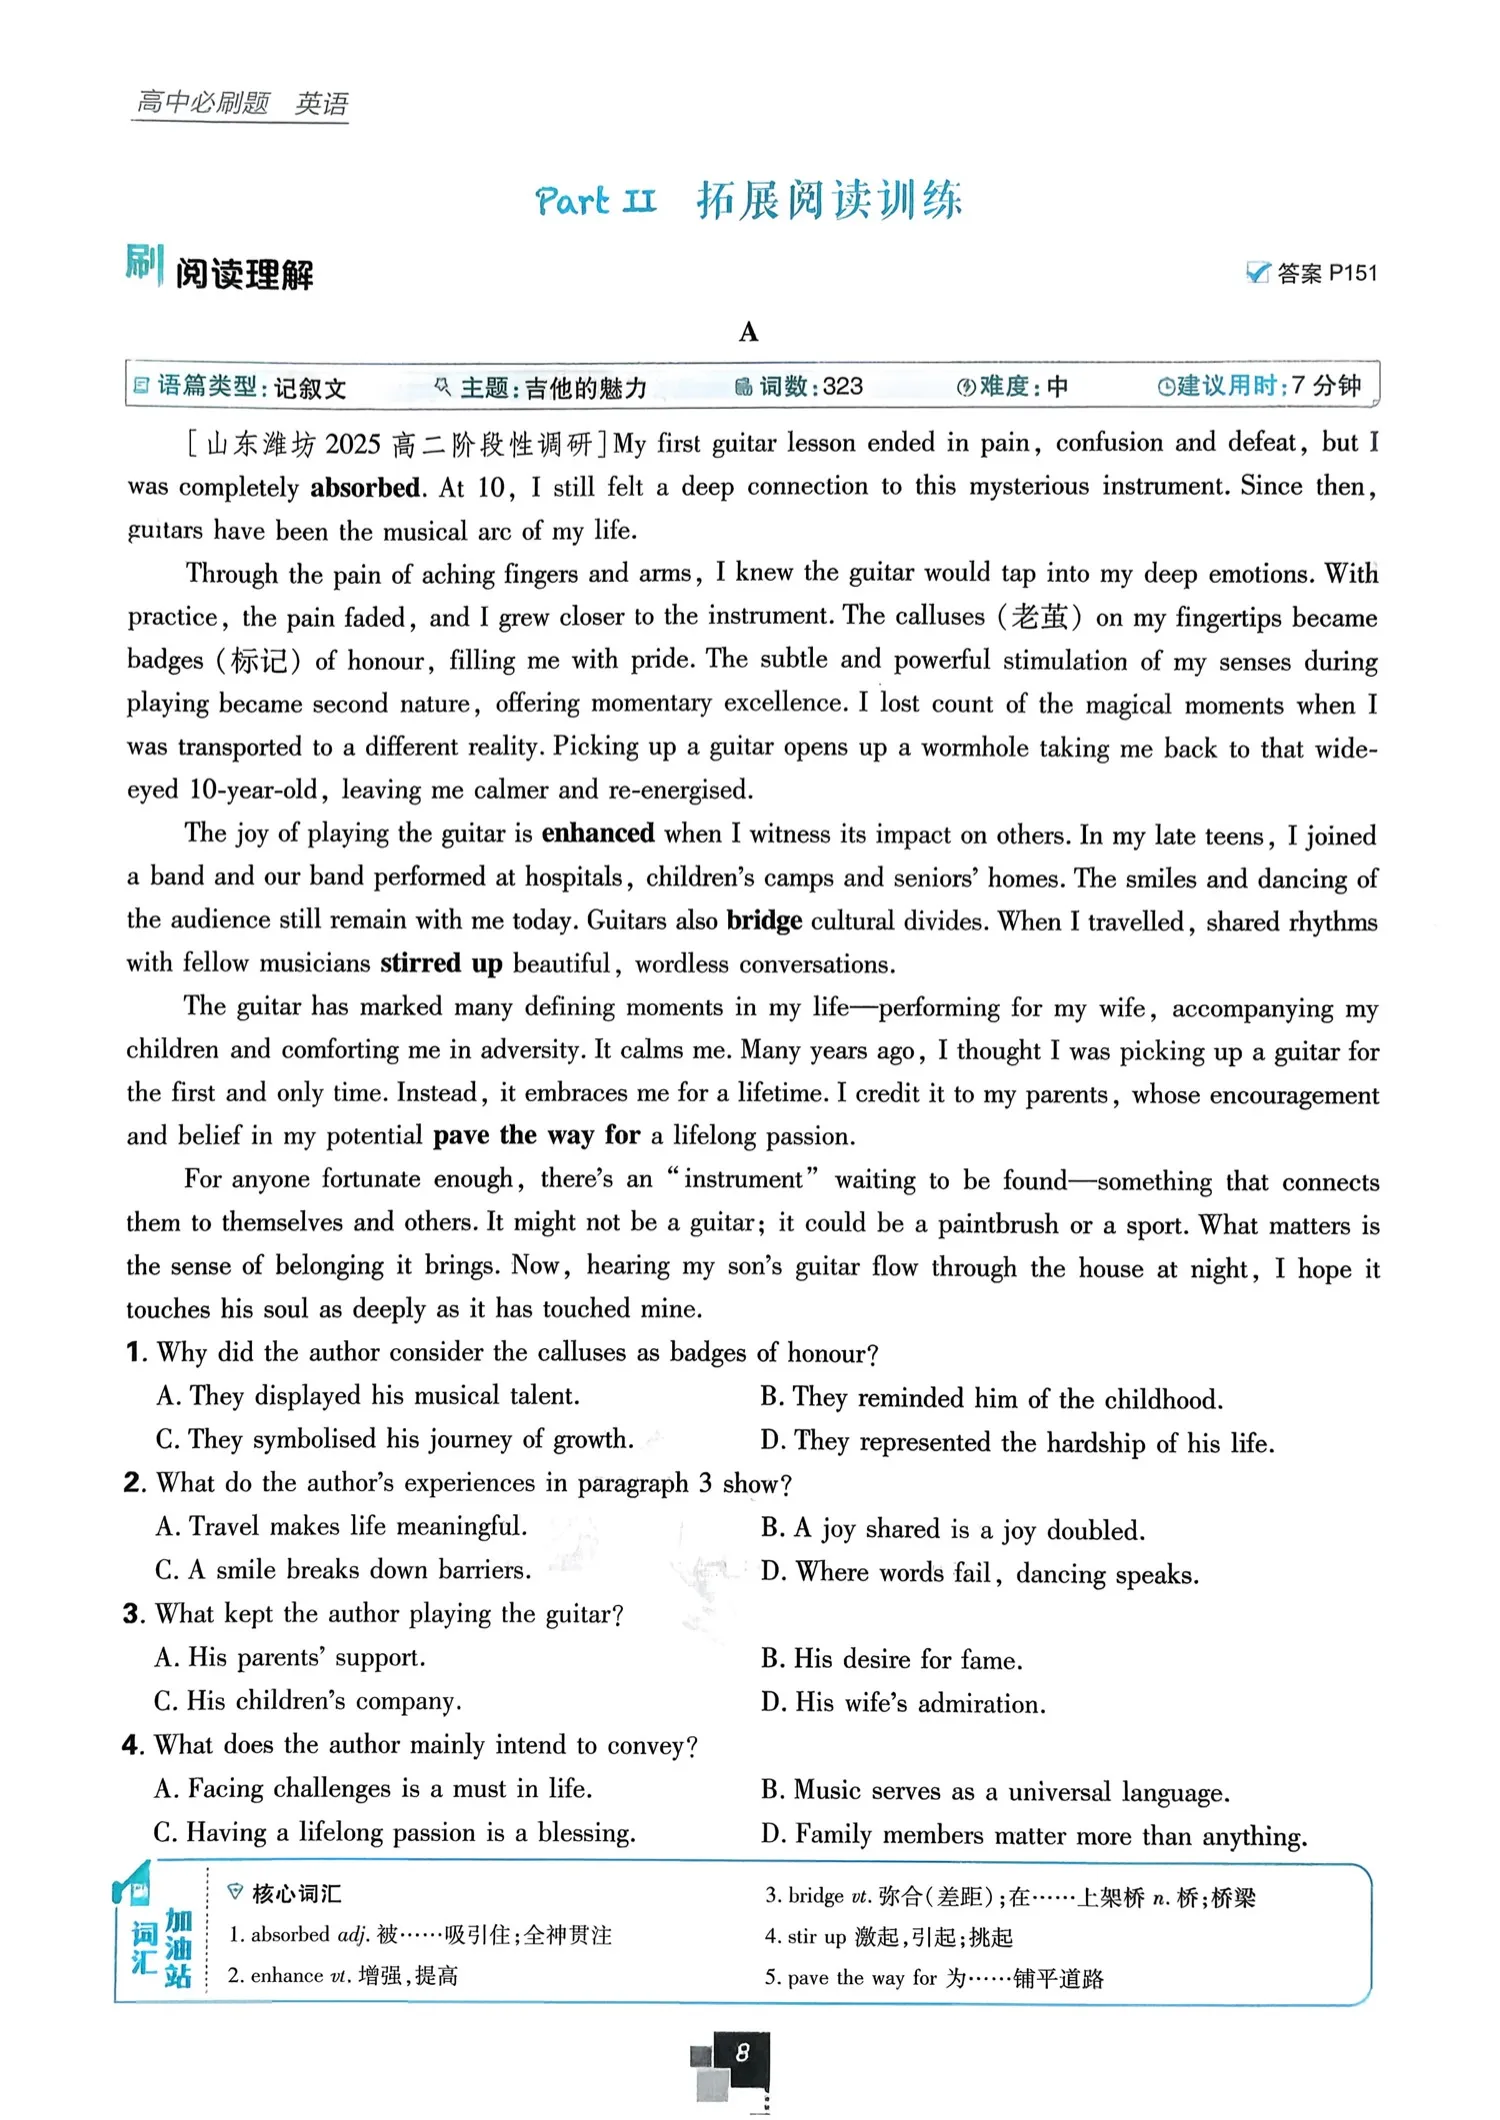 高中必刷题 英语
Part II 拓展阅读训练
刷 阅读理解
答案 P151
A
语篇类型:记叙文 主题:吉他的魅力 词数:323 难度:中 建议用时:7 分钟
[山东潍坊 2025 高二阶段性调研]My first guitar lesson ended in pain, confusion and defeat, but I
was completely absorbed. At 10, I still felt a deep connection to this mysterious instrument. Since then,
guitars have been the musical arc of my life.
Through the pain of aching fingers and arms, I knew the guitar would tap into my deep emotions. With
practice, the pain faded, and I grew closer to the instrument. The calluses (老茧) on my fingertips became
badges (标记) of honour, filling me with pride. The subtle and powerful stimulation of my senses during
playing became second nature, offering momentary excellence. I lost count of the magical moments when I
was transported to a different reality. Picking up a guitar opens up a wormhole taking me back to that wide-
eyed 10-year-old, leaving me calmer and re-energised.
The joy of playing the guitar is enhanced when I witness its impact on others. In my late teens, I joined
a band and our band performed at hospitals, children's camps and seniors' homes. The smiles and dancing of
the audience still remain with me today. Guitars also bridge cultural divides. When I travelled, shared rhythms
with fellow musicians stirred up beautiful, wordless conversations.
The guitar has marked many defining moments in my life—performing for my wife, accompanying my
children and comforting me in adversity. It calms me. Many years ago, I thought I was picking up a guitar for
the first and only time. Instead, it embraces me for a lifetime. I credit it to my parents, whose encouragement
and belief in my potential pave the way for a lifelong passion.
For anyone fortunate enough, there's an "instrument" waiting to be found—something that connects
them to themselves and others. It might not be a guitar; it could be a paintbrush or a sport. What matters is
the sense of belonging it brings. Now, hearing my son's guitar flow through the house at night, I hope it
touches his soul as deeply as it has touched mine.
1. Why did the author consider the calluses as badges of honour?
A. They displayed his musical talent. B. They reminded him of the childhood.
C. They symbolised his journey of growth. D. They represented the hardship of his life.
2. What do the author's experiences in paragraph 3 show?
A. Travel makes life meaningful. B. A joy shared is a joy doubled.
C. A smile breaks down barriers. D. Where words fail, dancing speaks.
3. What kept the author playing the guitar?
A. His parents' support. B. His desire for fame.
C. His children's company. D. His wife's admiration.
4. What does the author mainly intend to convey?
A. Facing challenges is a must in life. B. Music serves as a universal language.
C. Having a lifelong passion is a blessing. D. Family members matter more than anything.
词汇加油站
核心词汇
1. absorbed adj. 被……吸引住;全神贯注
2. enhance vt. 增强,提高
3. bridge vt. 弥合(差距);在……上架桥 n. 桥;桥梁
4. stir up 激起,引起;挑起
5. pave the way for 为……铺平道路
8